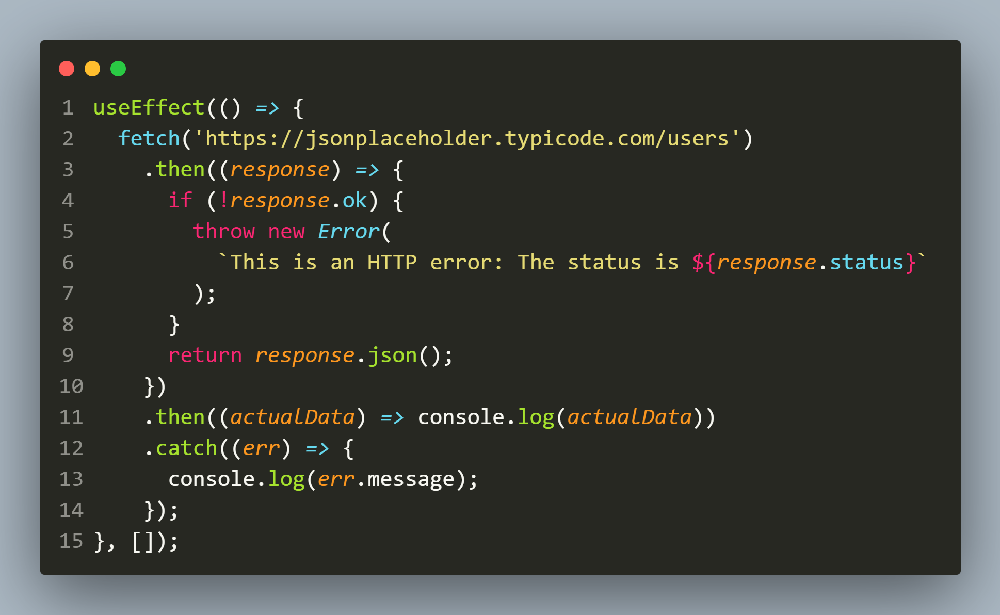 1 useEffect(() => {
2   fetch('https://jsonplaceholder.typicode.com/users')
3     .then((response) => {
4       if (!response.ok) {
5         throw new Error(
6           `This is an HTTP error: The status is ${response.status}`
7         );
8       }
9       return response.json();
10     })
11     .then((actualData) => console.log(actualData))
12     .catch((err) => {
13       console.log(err.message);
14     });
15 }, []);